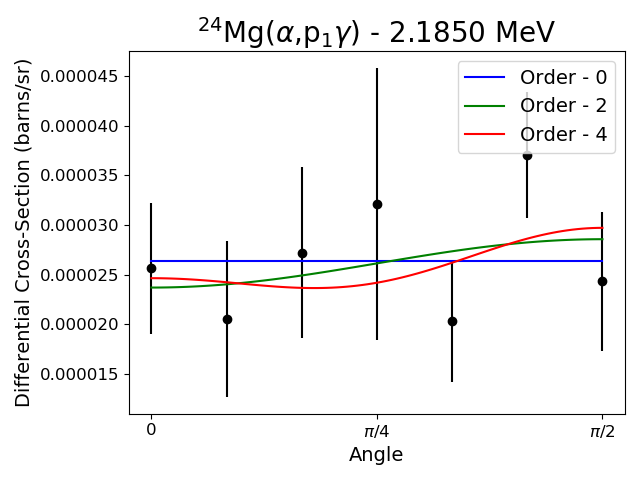 ²⁴Mg(α,p₁γ) - 2.1850 MeV
Differential Cross-Section (barns/sr)
0.000045
0.000040
0.000035
0.000030
0.000025
0.000020
0.000015
Order - 0
Order - 2
Order - 4
0
π/4
π/2
Angle